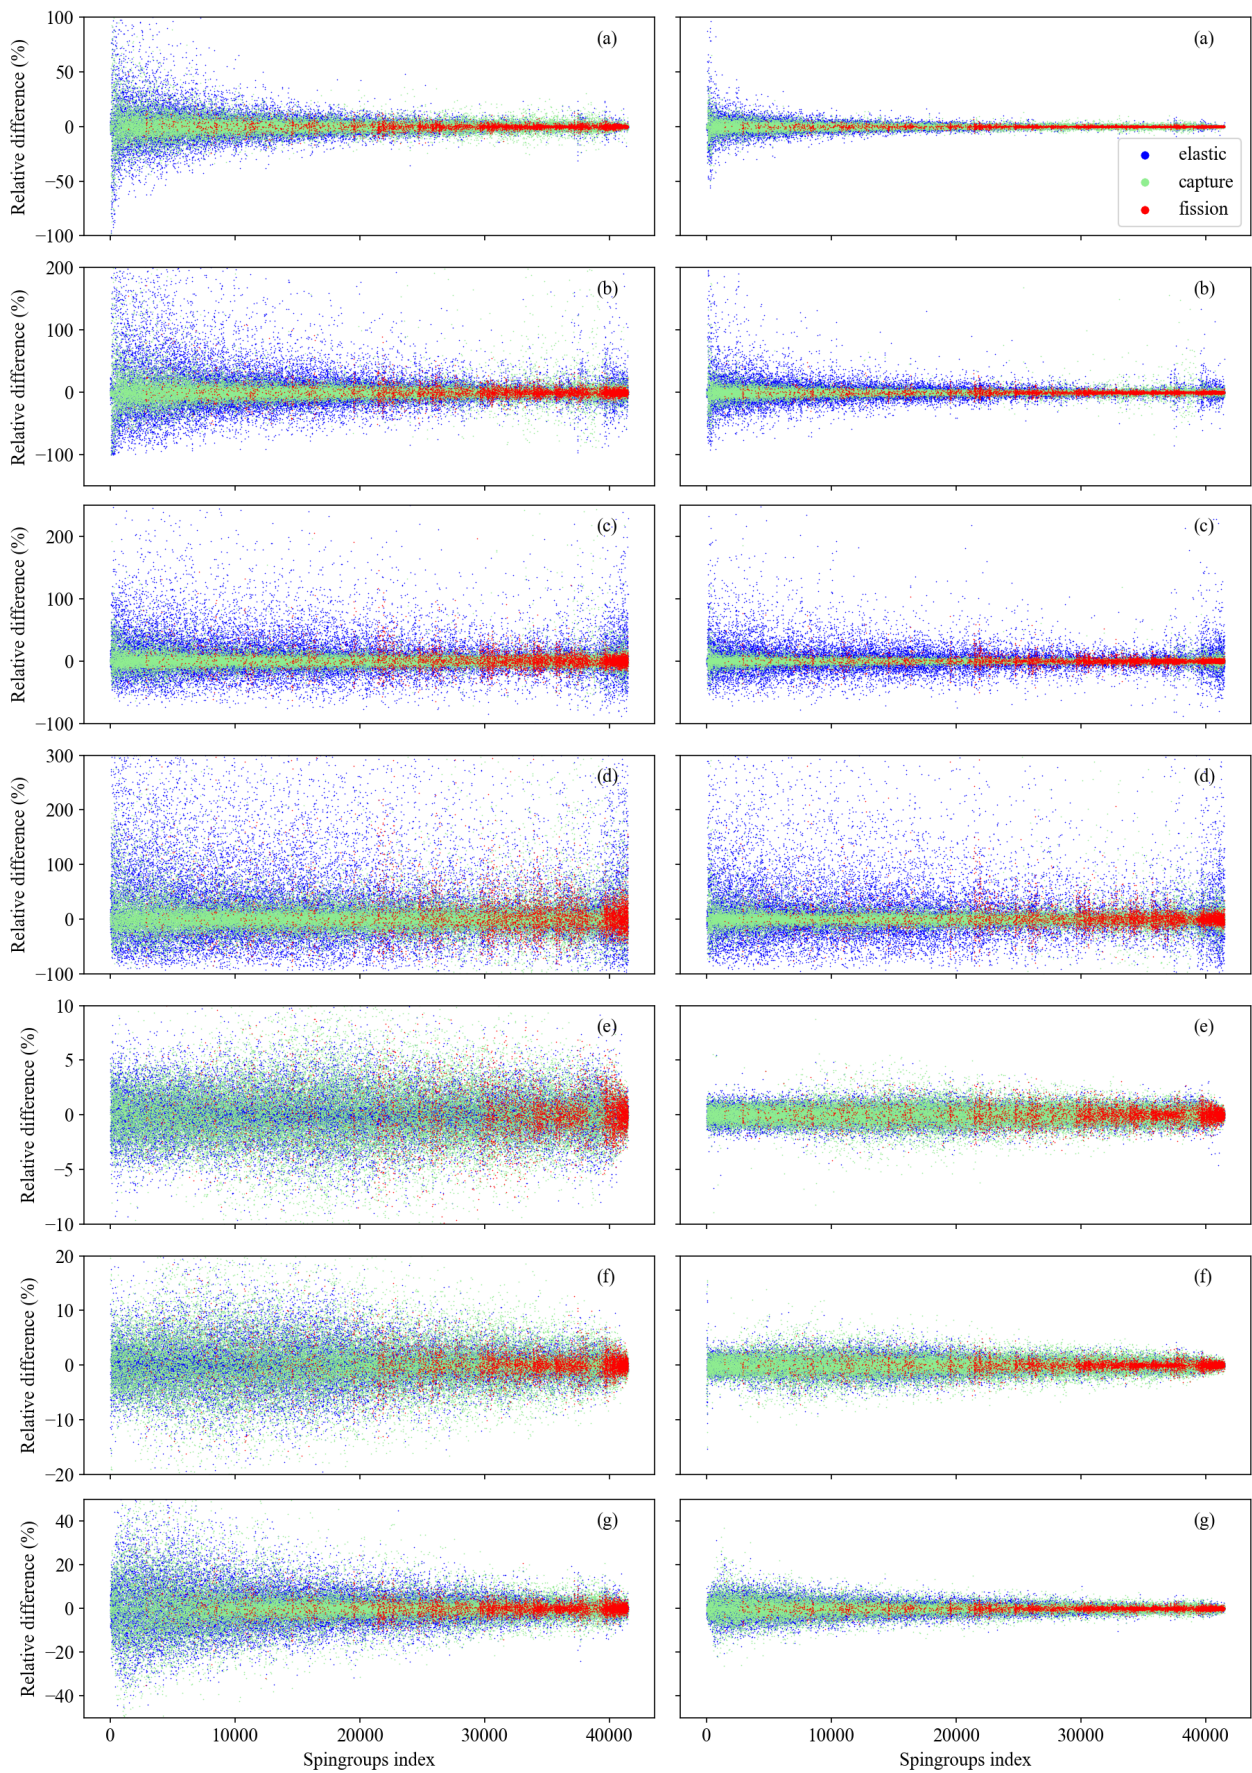 Relative difference (%)
100
50
0
−50
−100
(a)
(a)
elastic
capture
fission
Relative difference (%)
200
100
0
−100
(b)
(b)
Relative difference (%)
200
100
0
−100
(c)
(c)
Relative difference (%)
300
200
100
0
−100
(d)
(d)
Relative difference (%)
10
5
0
−5
−10
(e)
(e)
Relative difference (%)
20
10
0
−10
−20
(f)
(f)
Relative difference (%)
40
20
0
−20
−40
(g)
(g)
0 10000 20000 30000 40000
Spingroups index
0 10000 20000 30000 40000
Spingroups index